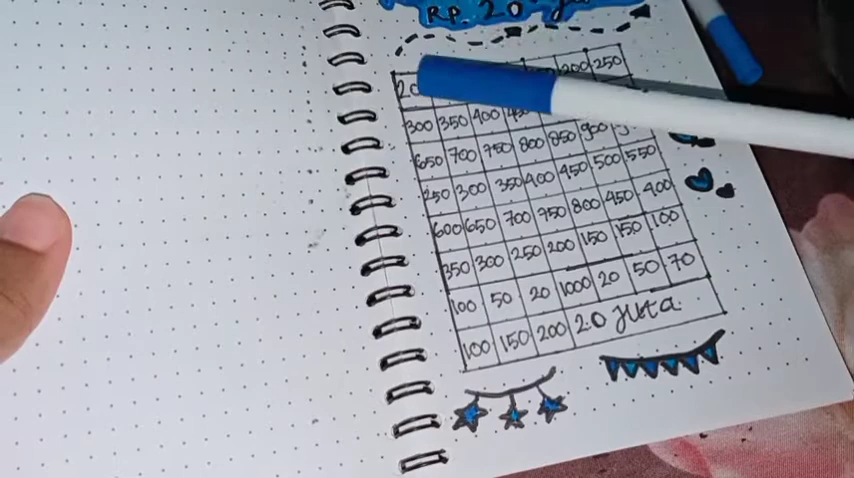 RP. 20
200 250
300 350 400
650 700 750 800 850 900
250 300 350 400 450 500 550
600 650 700 750 800 450 400
350 300 250 200 150 150 100
100 50 20 1000 20 50 70
100 150 200 20 juta